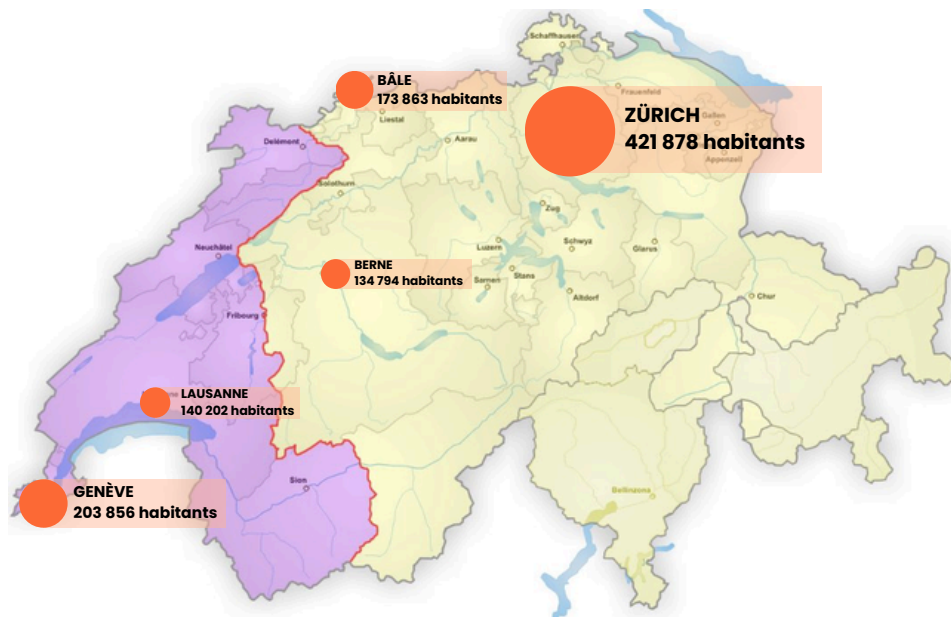 Schaffhausen
BÂLE
173 863 habitants
Liestal
Frauenfeld
ZÜRICH
421 878 habitants
Gallen
Appenzell
Aarau
Delémont
Solothurn
Zug
Neuchâtel
Luzern
Schwyz
Glarus
BERNE
134 794 habitants
Sarnen
Stans
Altdorf
Chur
Fribourg
LAUSANNE
140 202 habitants
Sion
GENÈVE
203 856 habitants
Bellinzona